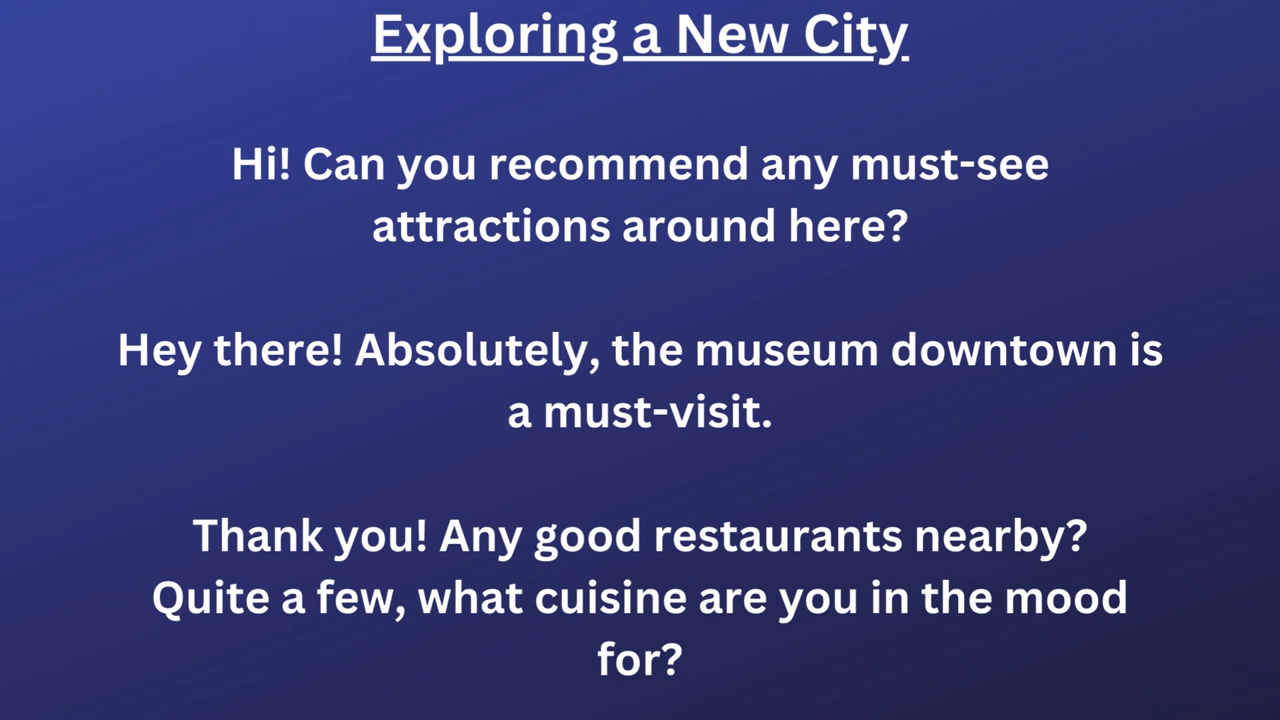 Exploring a New City
Hi! Can you recommend any must-see
attractions around here?
Hey there! Absolutely, the museum downtown is
a must-visit.
Thank you! Any good restaurants nearby?
Quite a few, what cuisine are you in the mood
for?